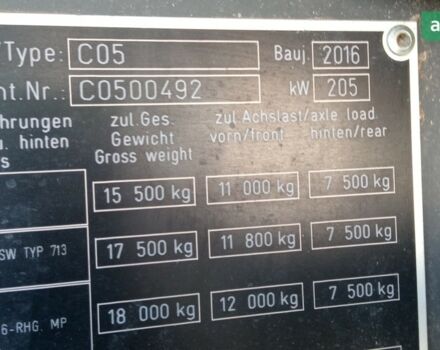 /Type: C05 Bauj. 2016
nt.Nr.: C0500492 kW 205
hrungen zul. Ges. zul Achslast/axle load
u. hinten Gewicht vorn/front hinten/rear
s Gross weight
15 500 kg 11 000 kg 7 500 kg
SW TYP 713 17 500 kg 11 800 kg 7 500 kg
18 000 kg 12 000 kg 7 500 kg
6-RHG. MP
a